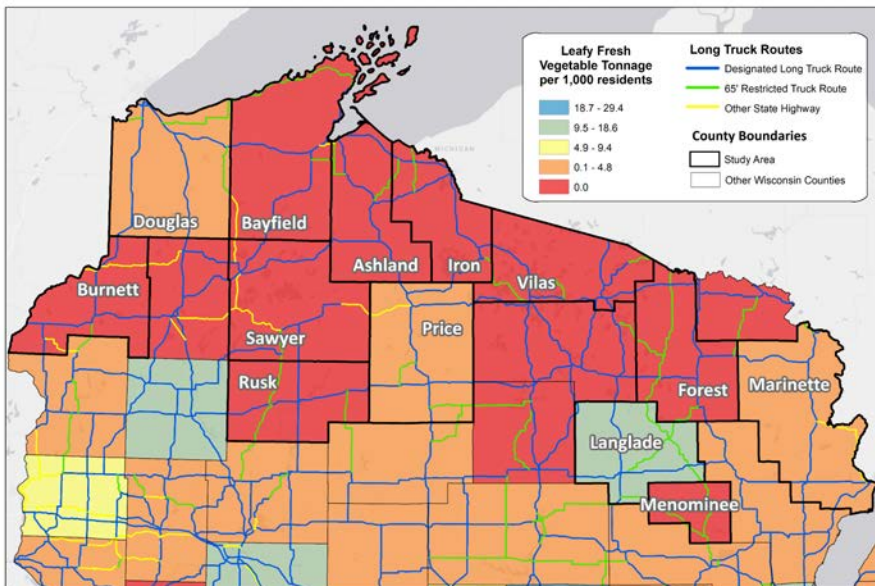 Leafy Fresh
Vegetable Tonnage
per 1,000 residents
18.7 - 29.4
9.5 - 18.6
4.9 - 9.4
0.1 - 4.8
0.0
Long Truck Routes
Designated Long Truck Route
65' Restricted Truck Route
Other State Highway
County Boundaries
Study Area
Other Wisconsin Counties
MICHIGAN
Douglas
Bayfield
Ashland
Iron
Vilas
Burnett
Sawyer
Price
Rusk
Forest
Marinette
Langlade
Menominee